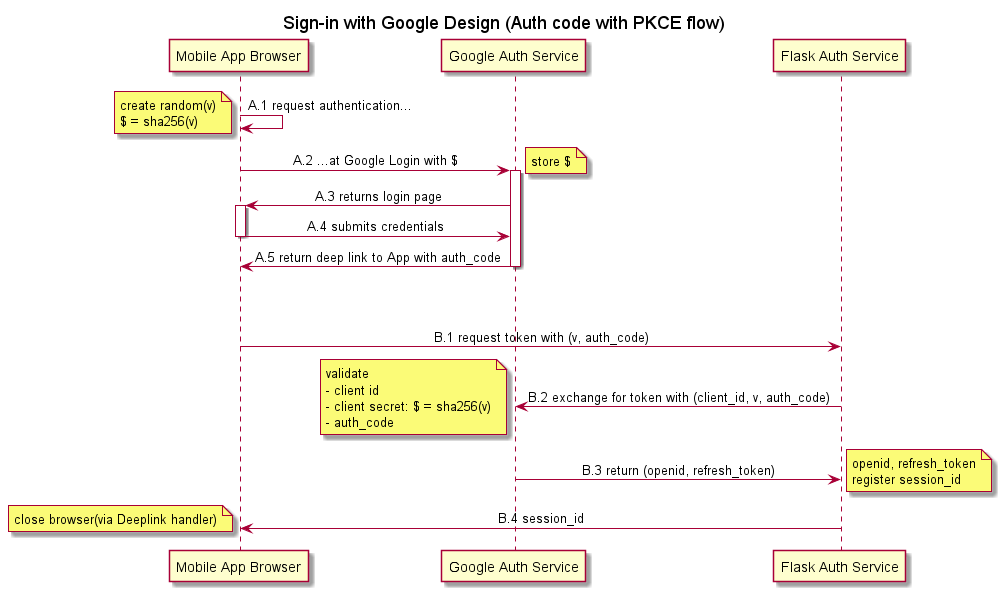 Sign-in with Google Design (Auth code with PKCE flow)
Mobile App Browser
Google Auth Service
Flask Auth Service
create random(v)
$ = sha256(v)
A.1 request authentication...
A.2 ...at Google Login with $
store $
A.3 returns login page
A.4 submits credentials
A.5 return deep link to App with auth_code
B.1 request token with (v, auth_code)
validate
- client id
- client secret: $ = sha256(v)
- auth_code
B.2 exchange for token with (client_id, v, auth_code)
B.3 return (openid, refresh_token)
openid, refresh_token
register session_id
close browser(via Deeplink handler)
B.4 session_id
Mobile App Browser
Google Auth Service
Flask Auth Service